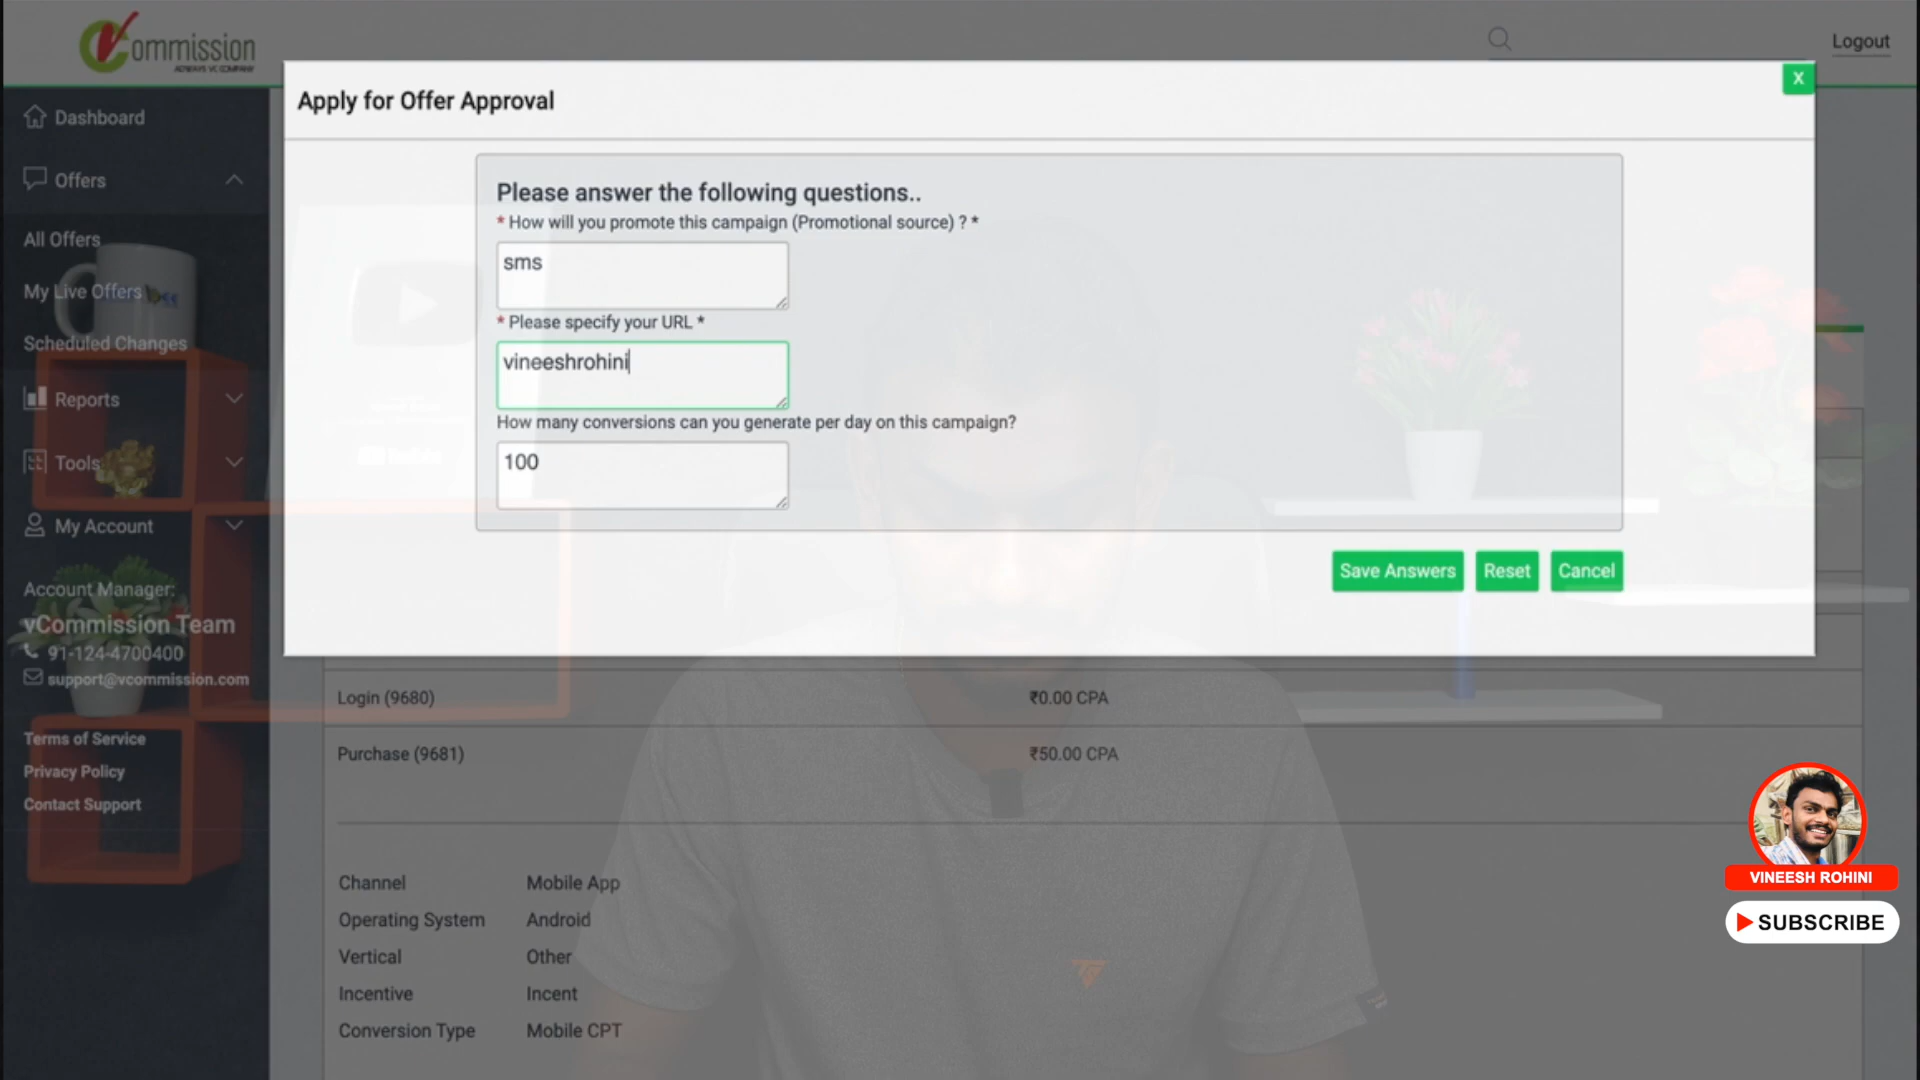 Commission
Logout
Apply for Offer Approval
X
Dashboard
Offers
All Offers
My Live Offers
Scheduled Changes
Reports
Tools
My Account
Account Manager:
vCommission Team
91-124-4700400
support@vcommission.com
Terms of Service
Privacy Policy
Contact Support
Please answer the following questions..
* How will you promote this campaign (Promotional source) ? *
sms
* Please specify your URL *
vineeshrohini
How many conversions can you generate per day on this campaign?
100
Save Answers Reset Cancel
Login (9680) ₹0.00 CPA
Purchase (9681) ₹50.00 CPA
Channel Mobile App
Operating System Android
Vertical Other
Incentive Incent
Conversion Type Mobile CPT
VINEESH ROHINI
SUBSCRIBE